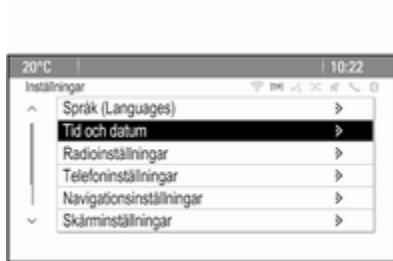 20°C 10:22
Inställningar
Språk (Languages)
Tid och datum
Radioinställningar
Telefoninställningar
Navigationsinställningar
Skärminställningar